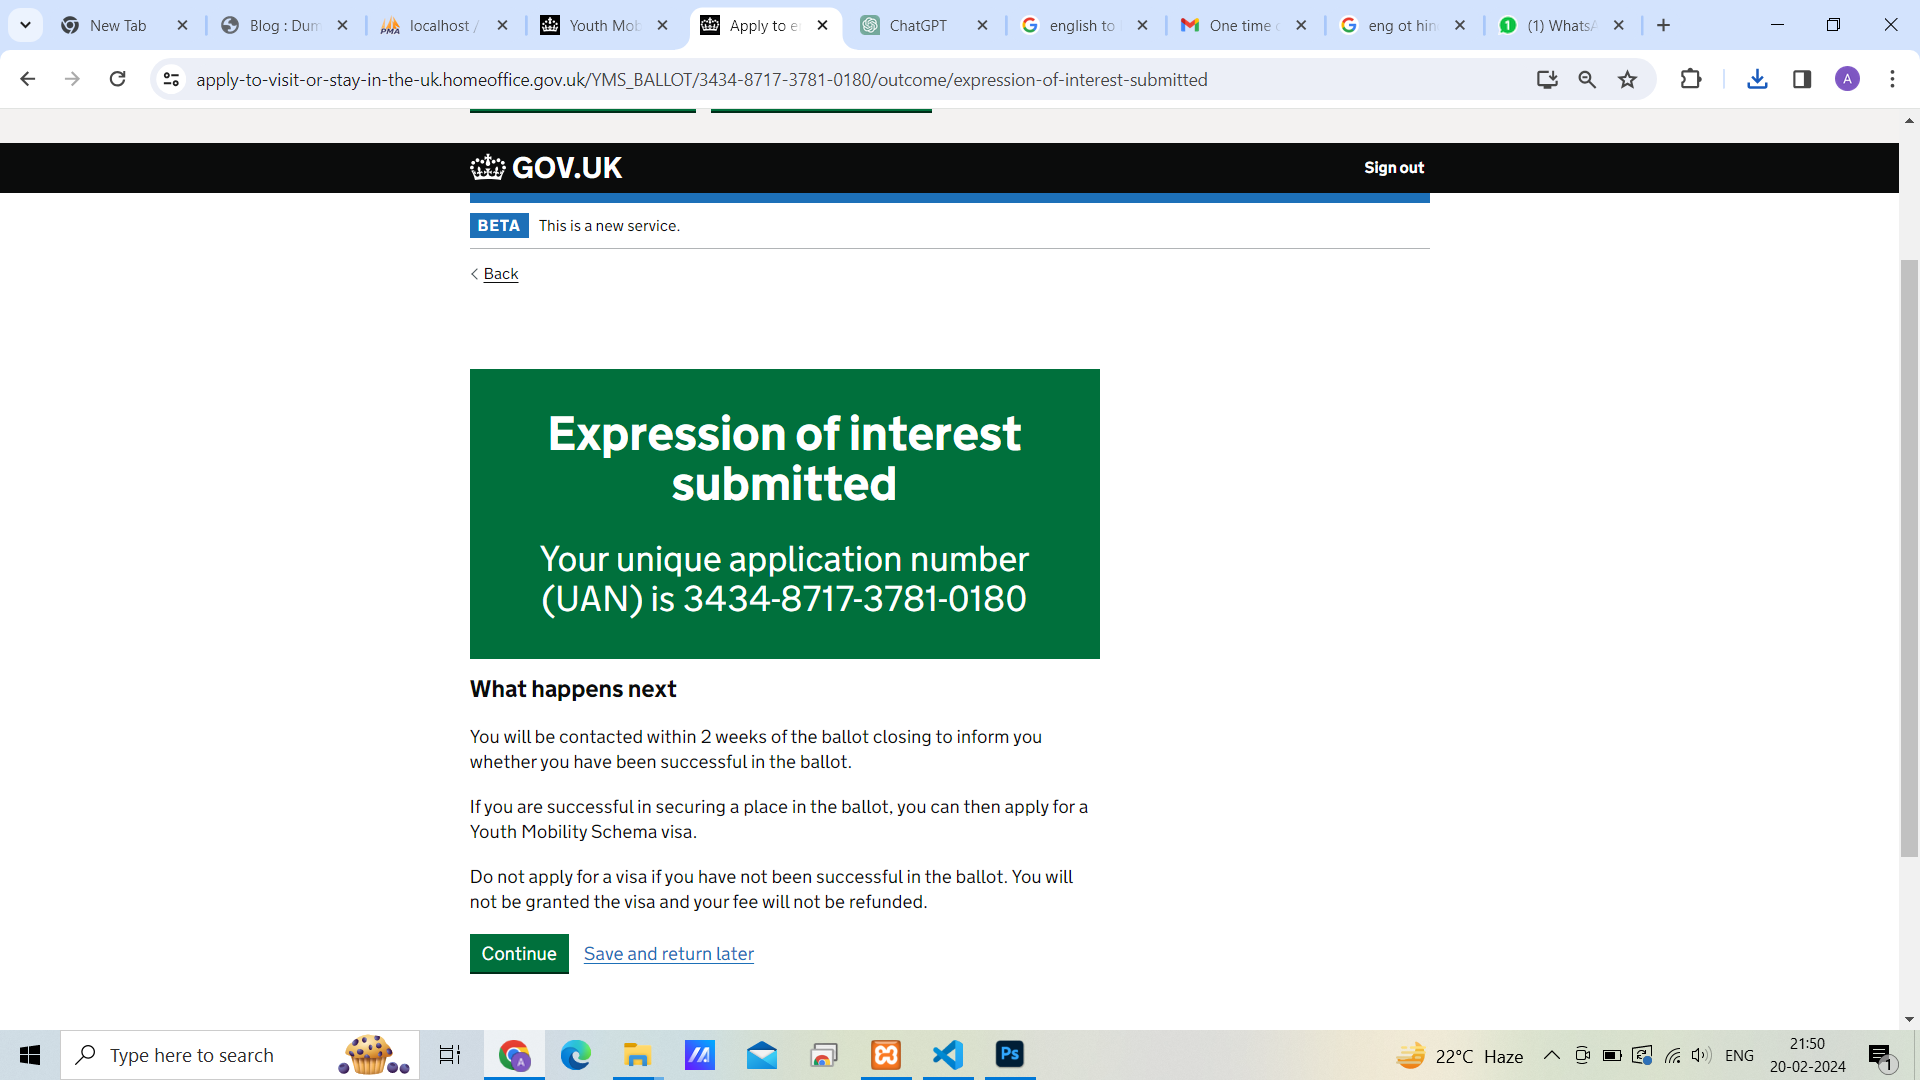 New Tab
Blog : Dum
localhost /
Youth Mob
Apply to e
ChatGPT
english to
One time
eng ot hin
(1) WhatsA
apply-to-visit-or-stay-in-the-uk.homeoffice.gov.uk/YMS_BALLOT/3434-8717-3781-0180/outcome/expression-of-interest-submitted
A
GOV.UK
Sign out
BETA This is a new service.
Back
Expression of interest
submitted
Your unique application number
(UAN) is 3434-8717-3781-0180
What happens next
You will be contacted within 2 weeks of the ballot closing to inform you
whether you have been successful in the ballot.
If you are successful in securing a place in the ballot, you can then apply for a
Youth Mobility Schema visa.
Do not apply for a visa if you have not been successful in the ballot. You will
not be granted the visa and your fee will not be refunded.
Continue Save and return later
Type here to search
Ps
22°C Haze
ENG
21:50
20-02-2024
1